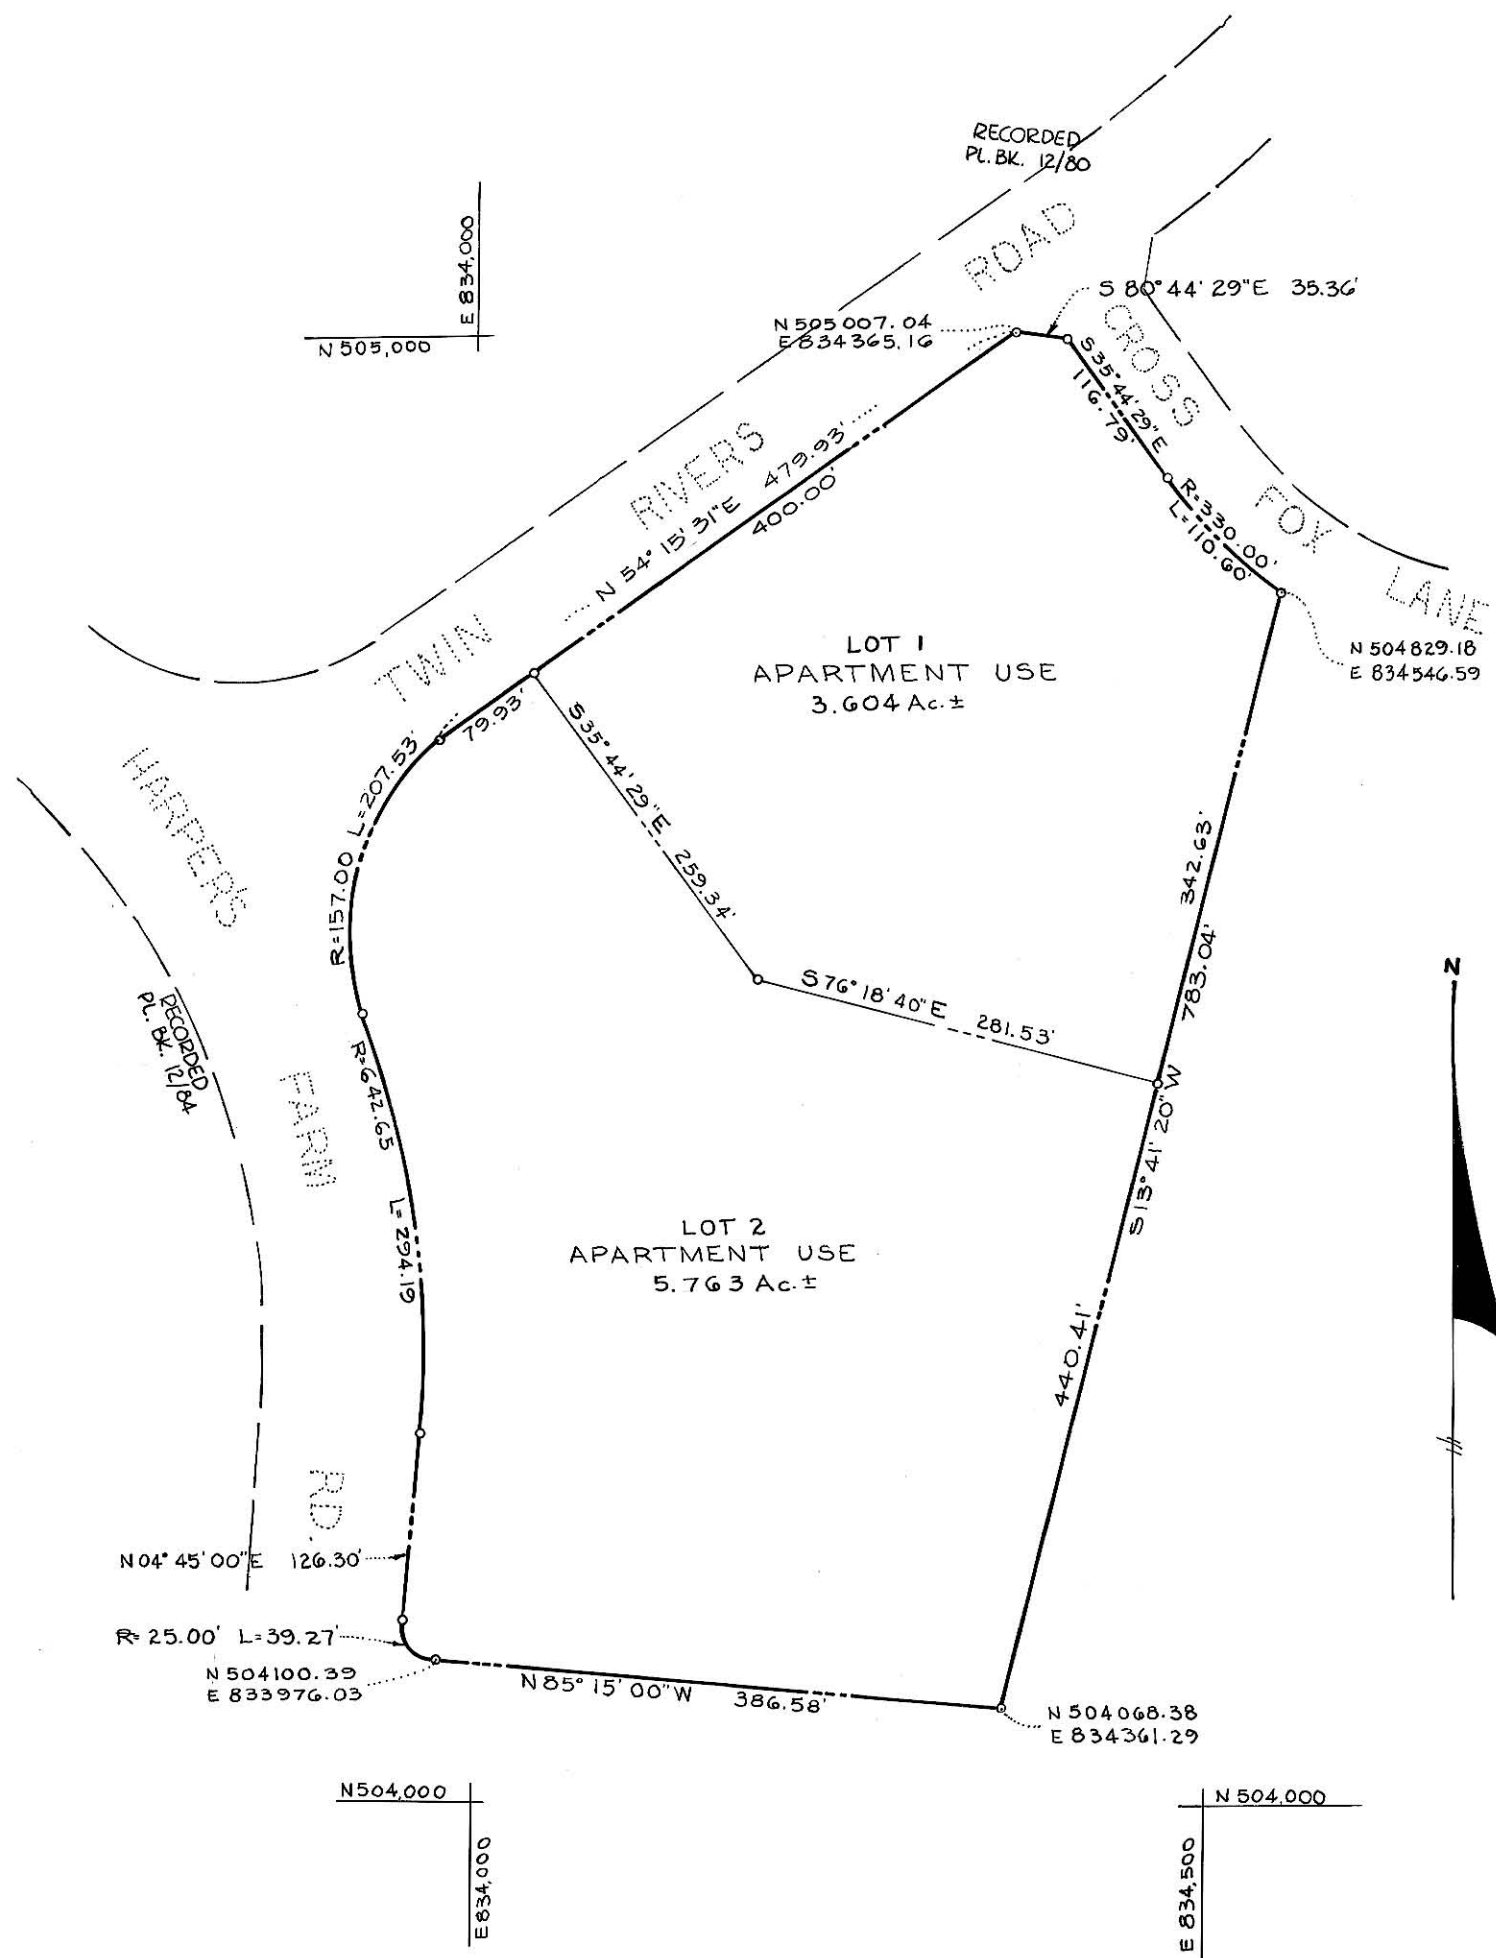 RECORDED
PL. BK. 12/80
E 834,000
N 505,000
ROAD
S 80° 44' 29"E 35.36'
N 505 007.04
E 834365.16
CROSS
S 35° 44' 29"E
116.79'
RIVERS
N 54° 15' 31"E 479.93'
400.00'
R=330.00'
L=110.60'
FOX
LANE
TWIN
N 504829.18
E 834546.59
LOT 1
APARTMENT USE
3.604 Ac.±
79.93'
S 35° 44' 29"E 259.34'
R=157.00 L=207.53'
HARPER'S
342.63'
783.04'
S 13° 41' 20"W
S 76° 18' 40"E 281.53'
N
RECORDED
PL. BK. 12/84
R=642.65 L=294.19
FARM
LOT 2
APARTMENT USE
5.763 Ac.±
440.41'
RD.
N 04° 45' 00"E 126.30'
R= 25.00' L=39.27'
N 504100.39
E 833976.03
N 85° 15' 00"W 386.58'
N 504068.38
E 834361.29
N 504,000
E 834,000
N 504,000
E 834,500